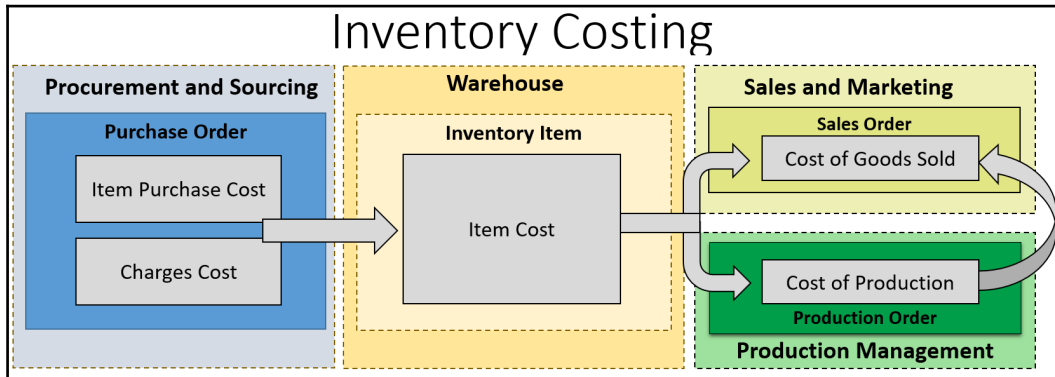 Inventory Costing
Procurement and Sourcing
Purchase Order
Item Purchase Cost
Charges Cost
Warehouse
Inventory Item
Item Cost
Sales and Marketing
Sales Order
Cost of Goods Sold
Cost of Production
Production Order
Production Management